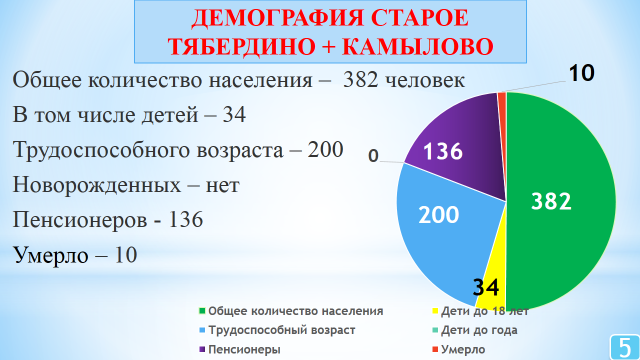 ДЕМОГРАФИЯ СТАРОЕ
ТЯБЕРДИНО + КАМЫЛОВО
Общее количество населения – 382 человек
В том числе детей – 34
Трудоспособного возраста – 200
Новорожденных – нет
Пенсионеров - 136
Умерло – 10
10
0
136
382
200
34
Общее количество населения
Дети до 18 лет
Трудоспособный возраст
Дети до года
Пенсионеры
Умерло
5